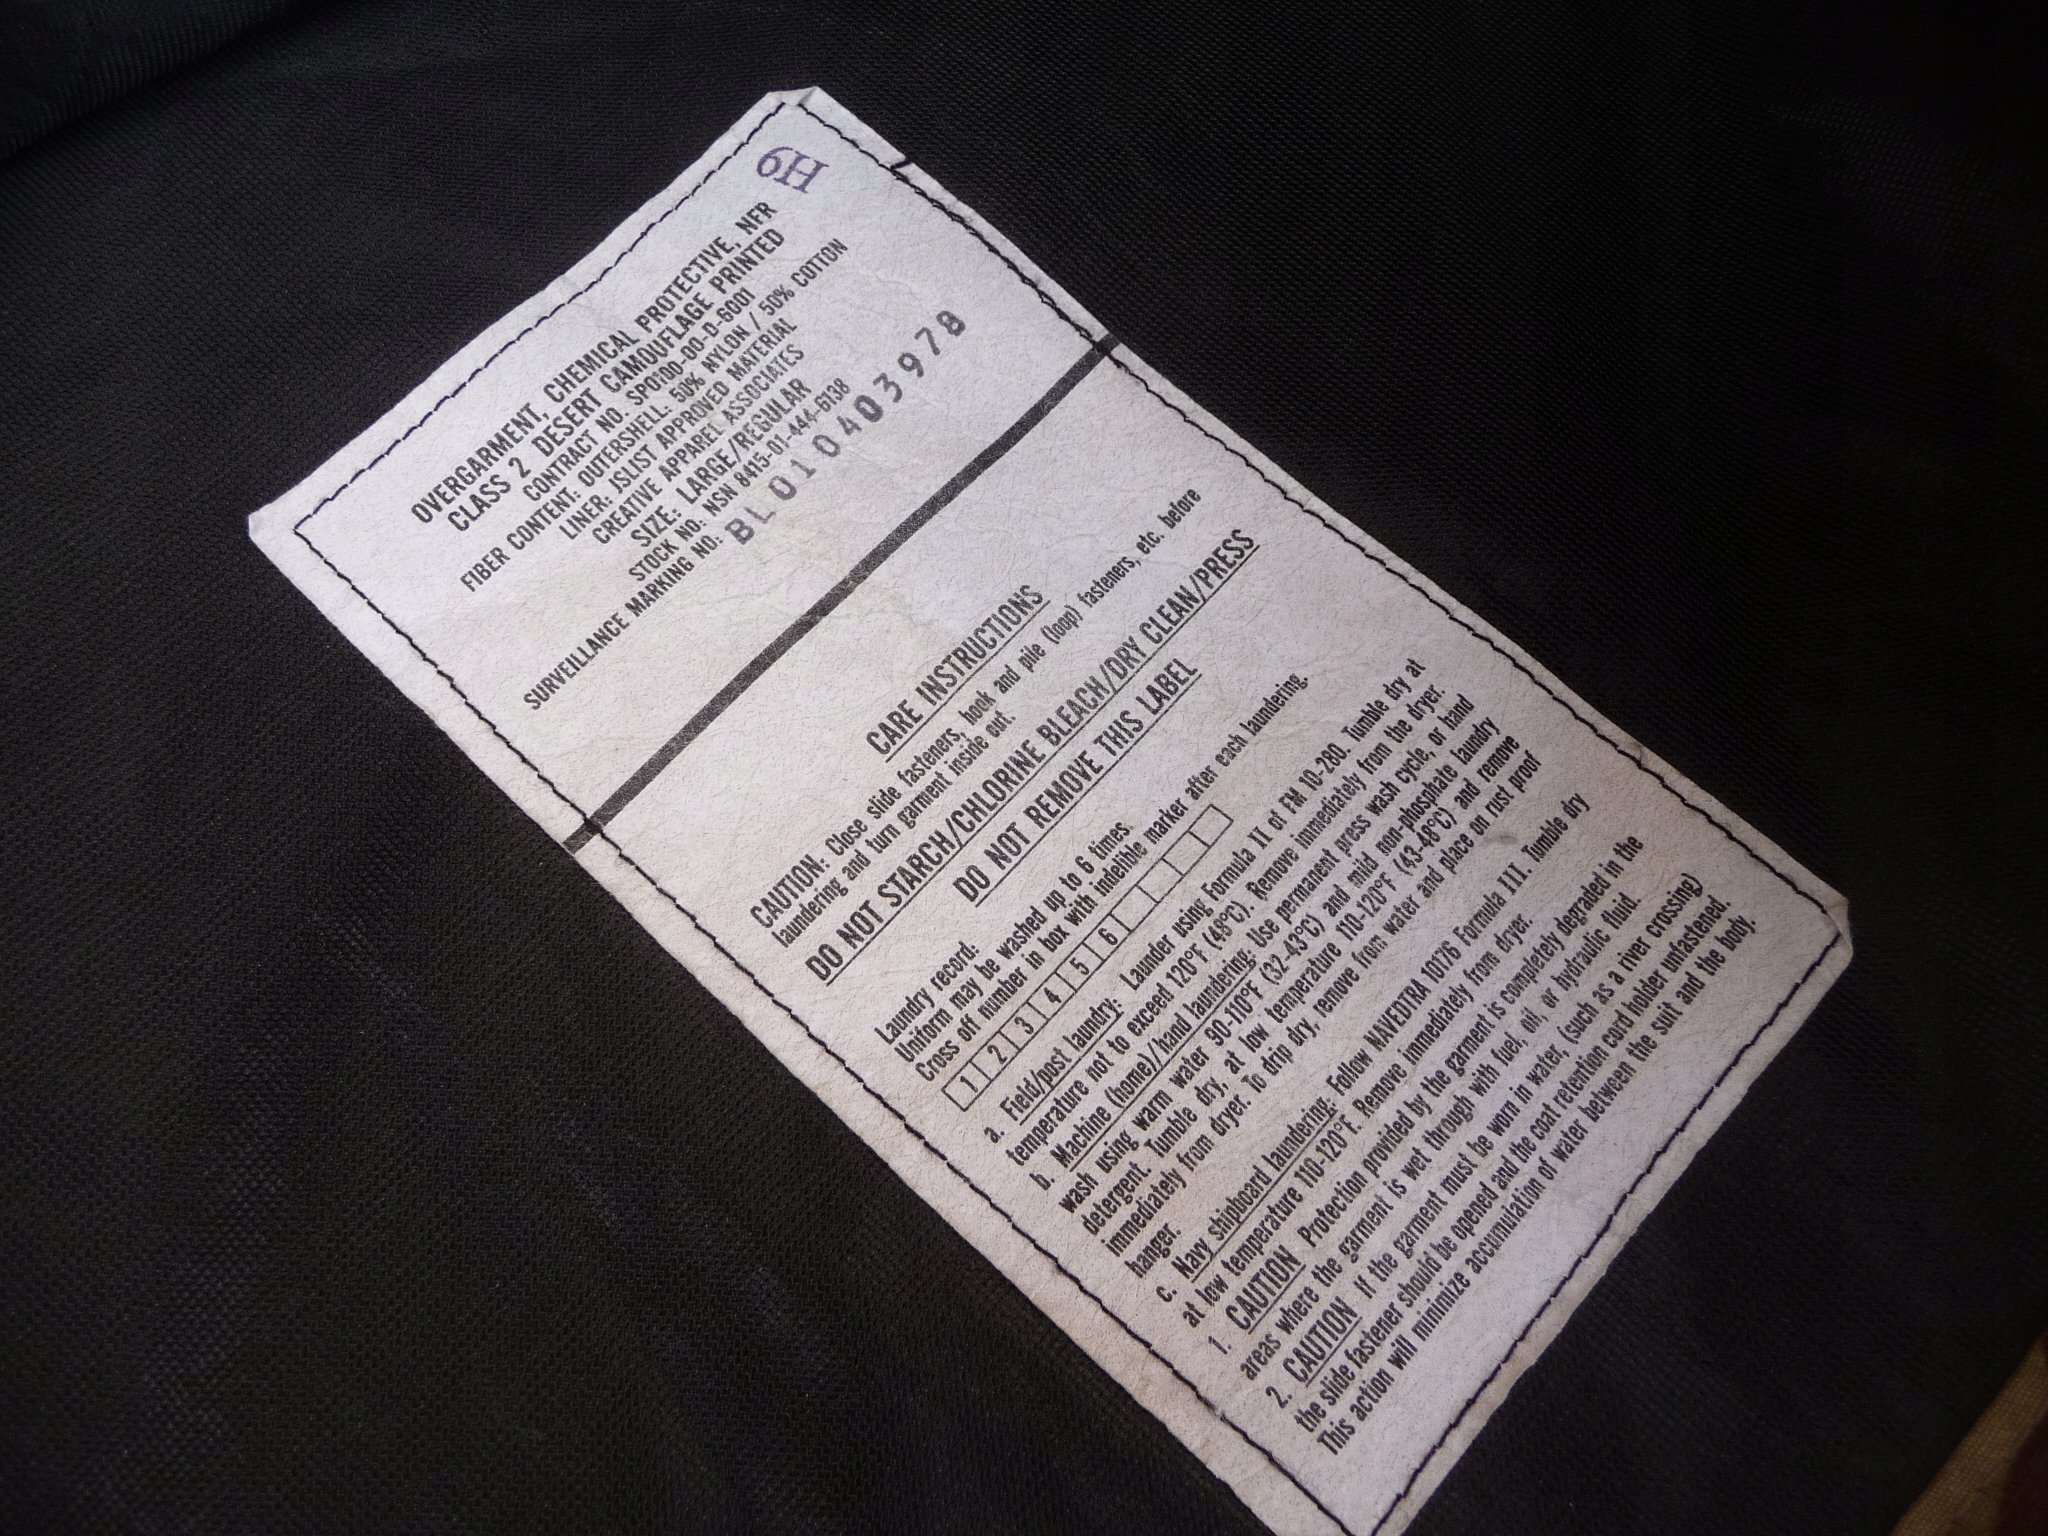 6H
OVERGARMENT, CHEMICAL PROTECTIVE, NFR
CLASS 2 DESERT CAMOUFLAGE PRINTED
CONTRACT NO. SPO100-00-D-6001
FIBER CONTENT: OUTERSHELL: 50% NYLON / 50% COTTON
LINER: JSLIST APPROVED MATERIAL
CREATIVE APPAREL ASSOCIATES
SIZE: LARGE/REGULAR
STOCK NO: NSN 8415-01-444-6138
SURVEILLANCE MARKING NO: BL010403978
CARE INSTRUCTIONS
CAUTION: Close slide fasteners, hook and pile (loop) fasteners, etc. before
laundering and turn garment inside out.
DO NOT STARCH/CHLORINE BLEACH/DRY CLEAN/PRESS
DO NOT REMOVE THIS LABEL
Laundry record:
Uniform may be washed up to 6 times.
Cross off number in box with indelible marker after each laundering.
1 2 3 4 5 6
a. Field/post laundry: Launder using Formula II of FM 10-280. Tumble dry at
temperature not to exceed 120°F (48°C). Remove immediately from the dryer.
b. Machine (home)/hand laundering: Use permanent press wash cycle, or hand
wash using warm water 90-110°F (32-43°C) and mild non-phosphate laundry
detergent. Tumble dry, at low temperature 110-120°F (43-48°C) and remove
immediately from dryer. To drip dry, remove from water and place on rust proof
hanger.
c. Navy shipboard laundering: Follow NAVEDTRA 10176 Formula III. Tumble dry
at low temperature 110-120°F. Remove immediately from dryer.
1. CAUTION Protection provided by the garment is completely degraded in the
areas where the garment is wet through with fuel, oil, or hydraulic fluid.
2. CAUTION If the garment must be worn in water, (such as a river crossing)
the slide fastener should be opened and the coat retention cord holder unfastened.
This action will minimize accumulation of water between the suit and the body.